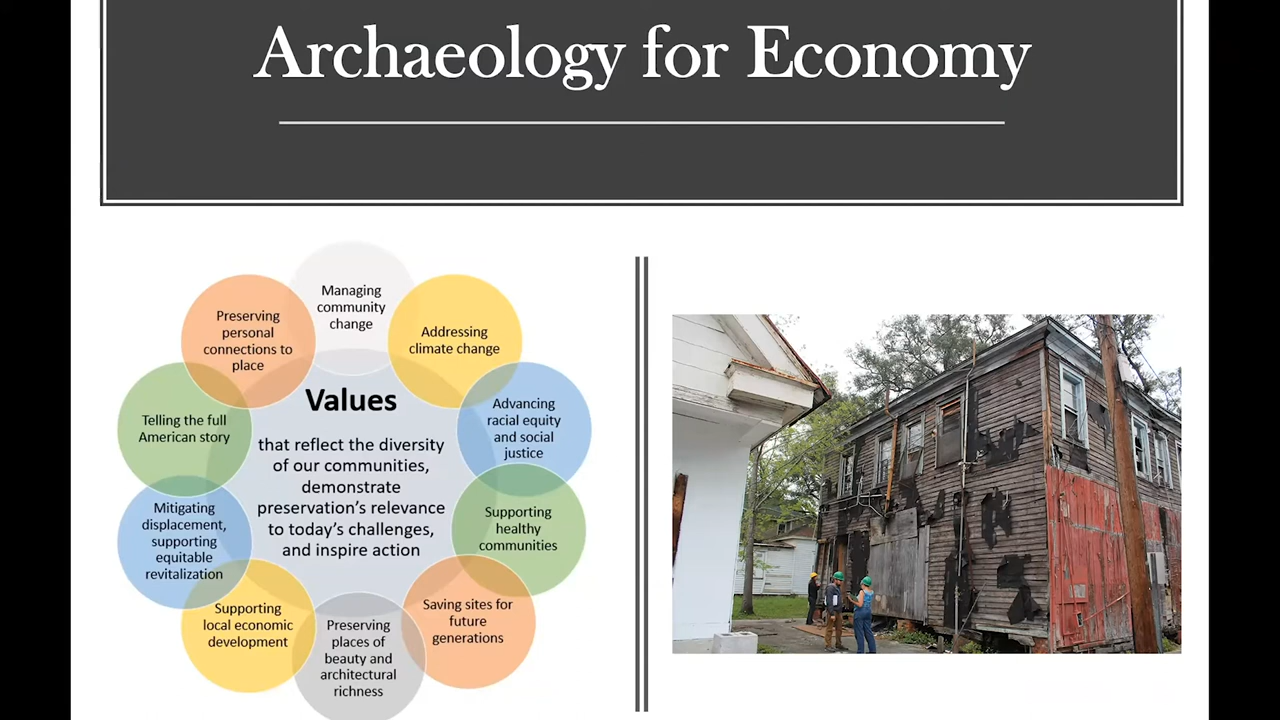 Archaeology for Economy
Managing
community
change
Addressing
climate change
Advancing
racial equity
and social
justice
Supporting
healthy
communities
Saving sites for
future
generations
Preserving
places of
beauty and
architectural
richness
Supporting
local economic
development
Mitigating
displacement,
supporting
equitable
revitalization
Telling the full
American story
Preserving
personal
connections to
place
Values
that reflect the diversity
of our communities,
demonstrate
preservation’s relevance
to today’s challenges,
and inspire action